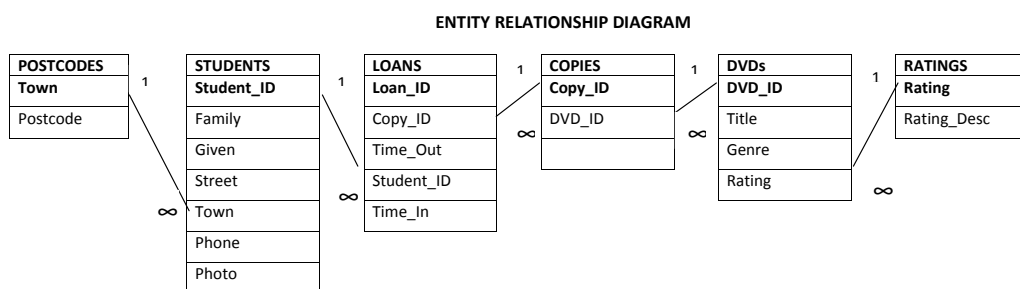 ENTITY RELATIONSHIP DIAGRAM
POSTCODES
Town
Postcode
1
∞
STUDENTS
Student_ID
Family
Given
Street
Town
Phone
Photo
1
∞
LOANS
Loan_ID
Copy_ID
Time_Out
Student_ID
Time_In
1
∞
COPIES
Copy_ID
DVD_ID
1
∞
DVDs
DVD_ID
Title
Genre
Rating
1
∞
RATINGS
Rating
Rating_Desc